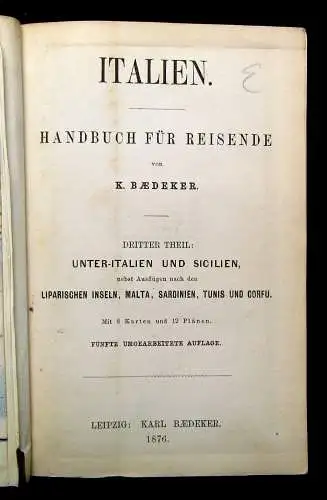 ITALIEN.
HANDBUCH FÜR REISENDE
von
K. BÆDEKER.
DRITTER THEIL:
UNTER-ITALIEN UND SICILIEN,
nebst Ausflügen nach den
LIPARISCHEN INSELN, MALTA, SARDINIEN, TUNIS UND CORFU.
Mit 6 Karten und 12 Plänen.
FÜNFTE UMGEARBEITETE AUFLAGE.
LEIPZIG: KARL BÆDEKER.
1876.